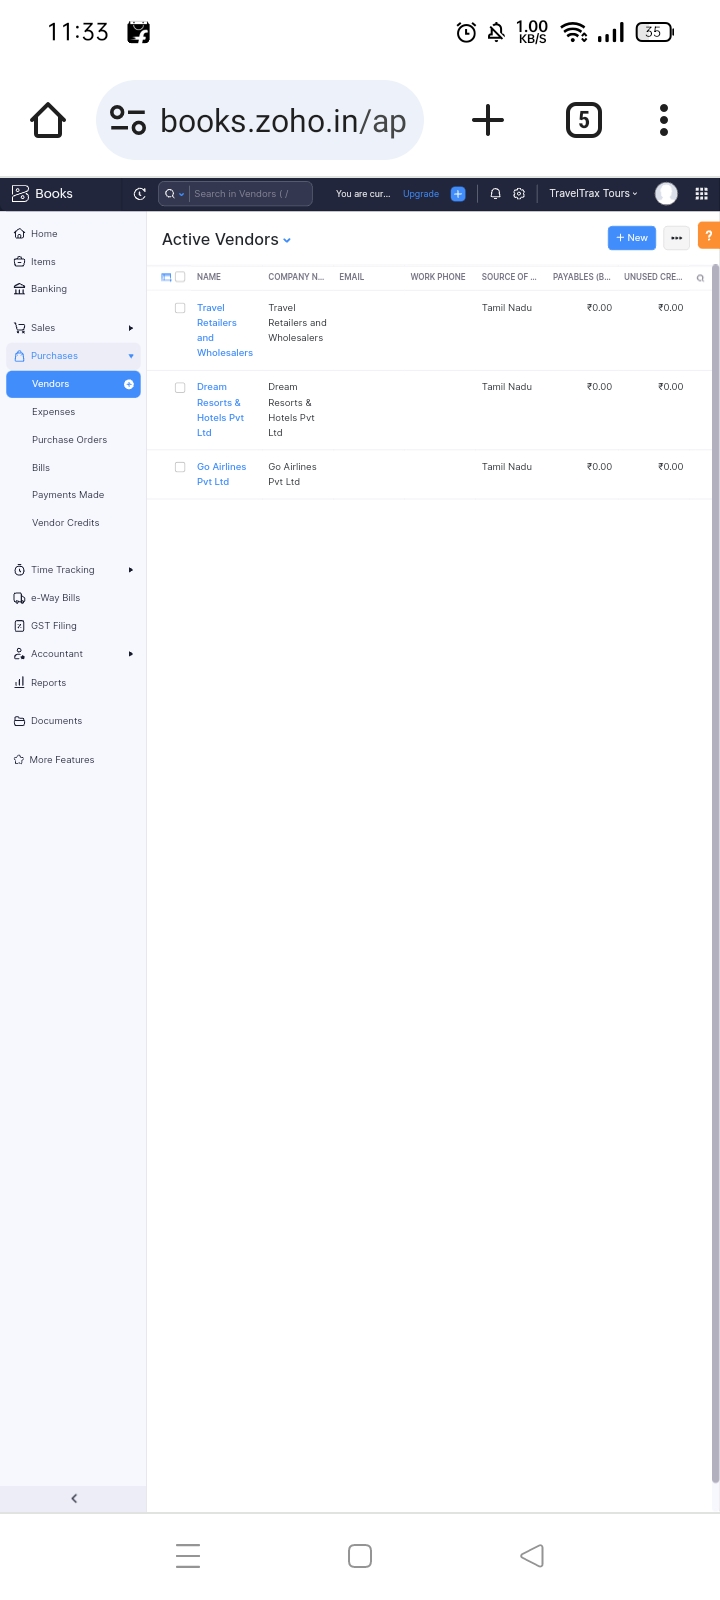 11:33
1.00
KB/S
35
books.zoho.in/ap
5
Books
Search in Vendors ( /
You are cur...
Upgrade
TravelTrax Tours
Home
Items
Banking
Sales
Purchases
Vendors
Expenses
Purchase Orders
Bills
Payments Made
Vendor Credits
Time Tracking
e-Way Bills
GST Filing
Accountant
Reports
Documents
More Features
Active Vendors
+ New
?
NAME COMPANY N... EMAIL WORK PHONE SOURCE OF ... PAYABLES (B... UNUSED CRE...
Travel Travel Tamil Nadu ₹0.00 ₹0.00
Retailers Retailers and
and Wholesalers
Wholesalers
Dream Dream Tamil Nadu ₹0.00 ₹0.00
Resorts & Resorts &
Hotels Pvt Hotels Pvt
Ltd Ltd
Go Airlines Go Airlines Tamil Nadu ₹0.00 ₹0.00
Pvt Ltd Pvt Ltd